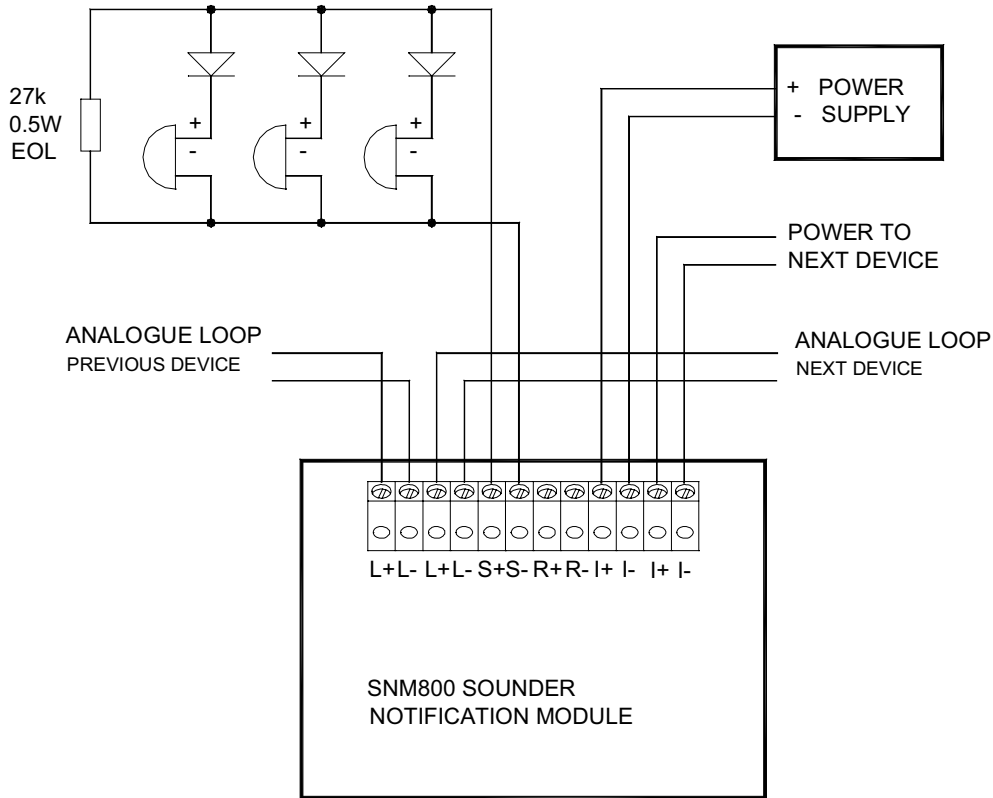 27k
0.5W
EOL
+ + +
- - -
+ POWER
- SUPPLY
POWER TO
NEXT DEVICE
ANALOGUE LOOP
PREVIOUS DEVICE
ANALOGUE LOOP
NEXT DEVICE
L+ L- L+ L- S+ S- R+ R- I+ I- I+ I-
SNM800 SOUNDER
NOTIFICATION MODULE